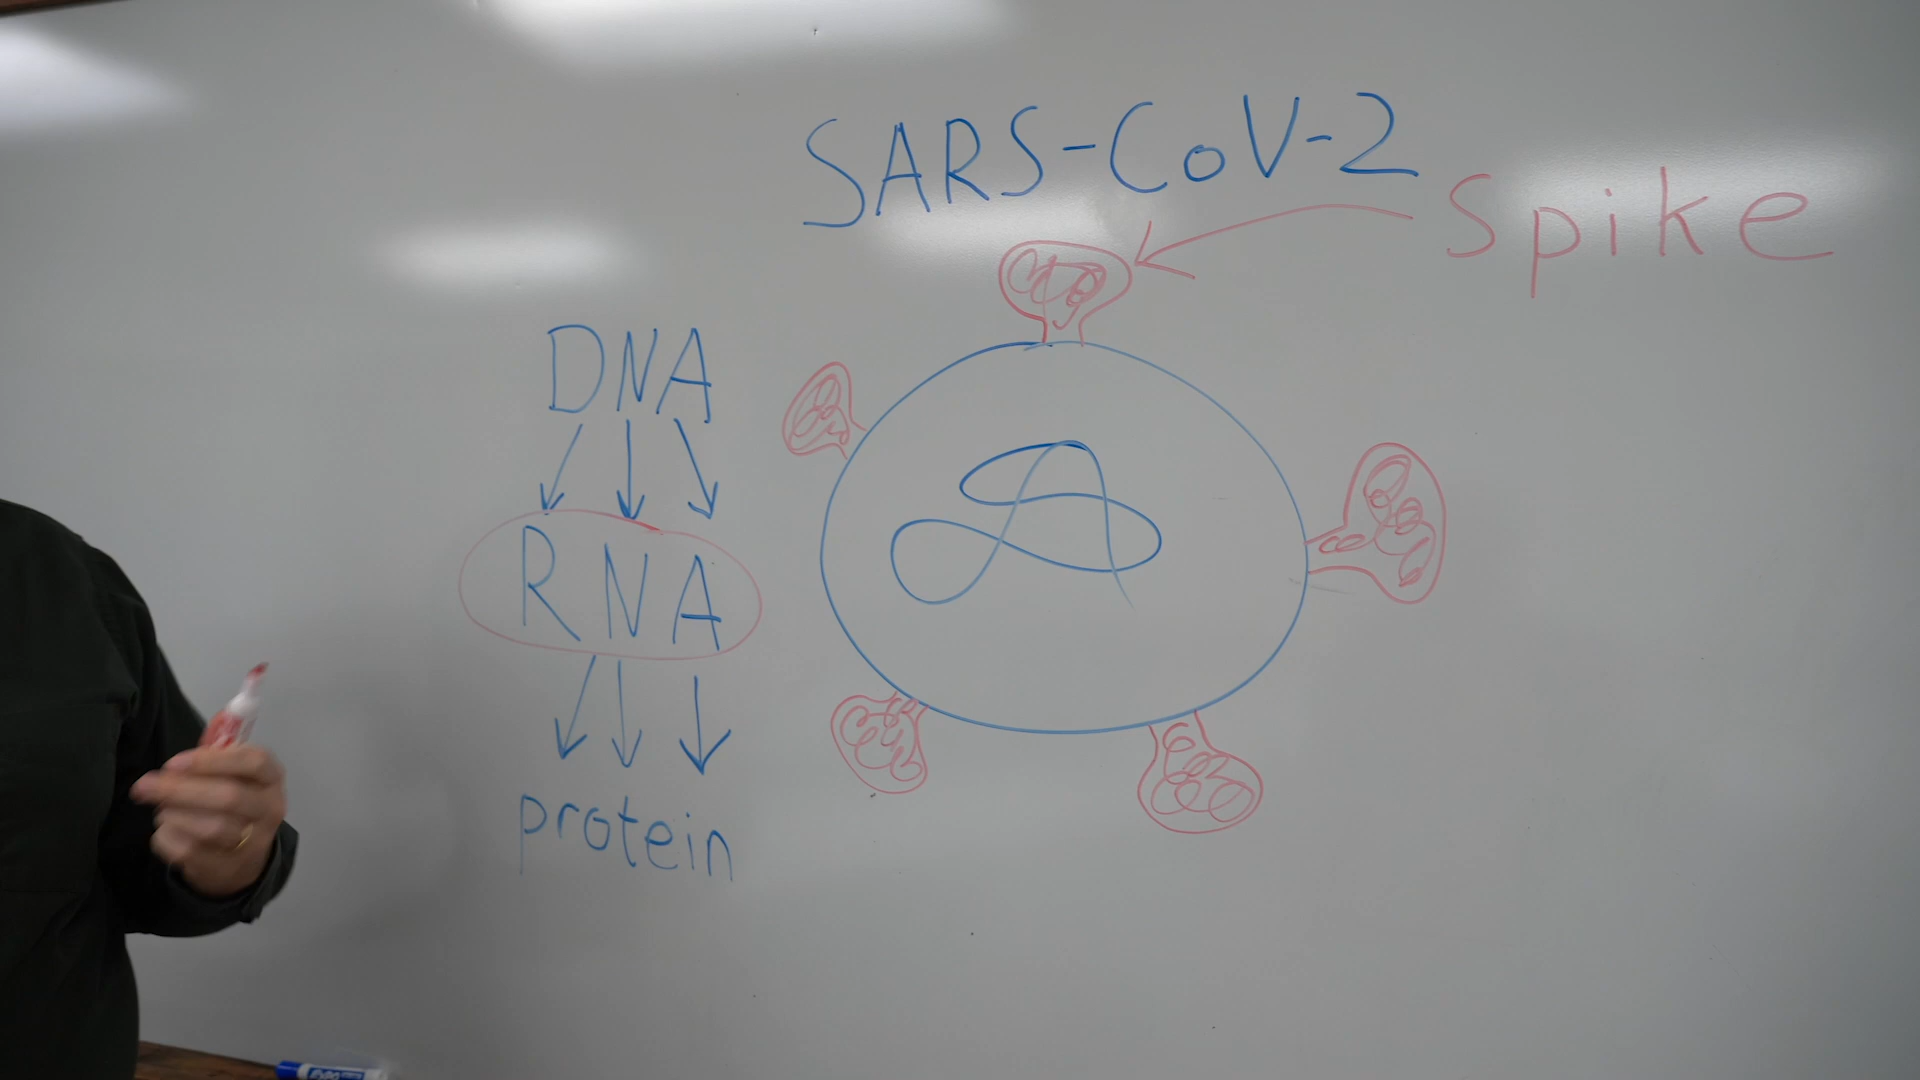 SARS-CoV-2
Spike
DNA
RNA
protein